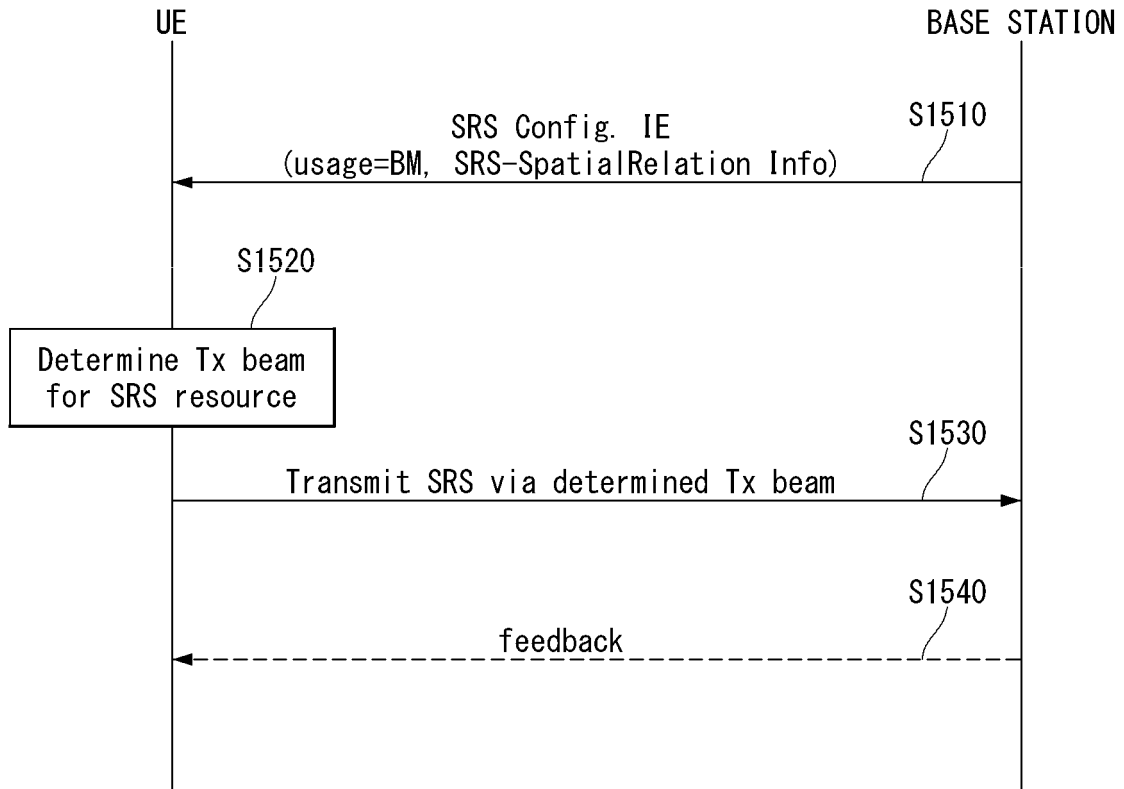 UE
BASE STATION
S1510
SRS Config. IE
(usage=BM, SRS-SpatialRelation Info)
S1520
Determine Tx beam
for SRS resource
S1530
Transmit SRS via determined Tx beam
S1540
feedback